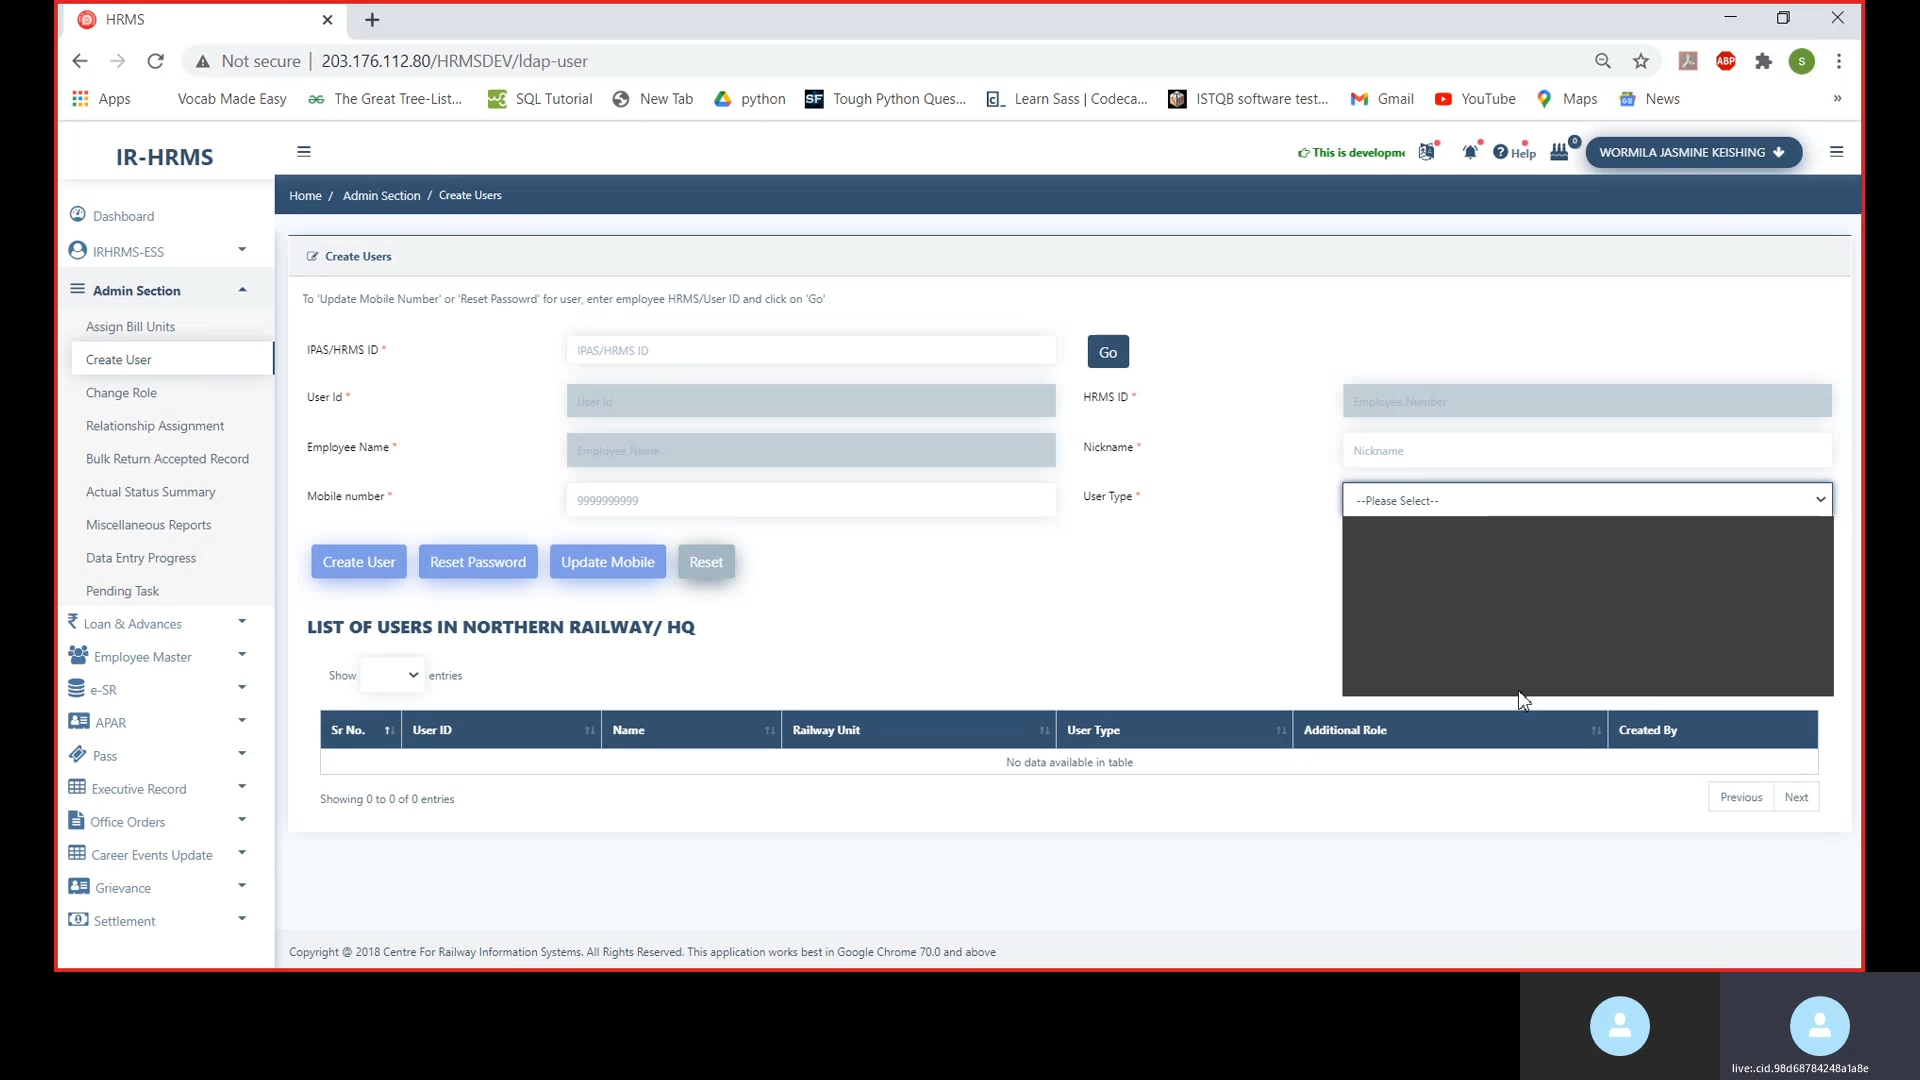 HRMS
Not secure | 203.176.112.80/HRMSDEV/ldap-user
ABP
S
Apps
Vocab Made Easy
The Great Tree-List...
SQL Tutorial
New Tab
python
SF
Tough Python Ques...
Learn Sass | Codeca...
ISTQB software test...
Gmail
YouTube
Maps
News
»
IR-HRMS
This is developme
Help
0
WORMILA JASMINE KEISHING
Home / Admin Section / Create Users
Dashboard
IRHRMS-ESS
Admin Section
Assign Bill Units
Create User
Change Role
Relationship Assignment
Bulk Return Accepted Record
Actual Status Summary
Miscellaneous Reports
Data Entry Progress
Pending Task
Loan & Advances
Employee Master
e-SR
APAR
Pass
Executive Record
Office Orders
Career Events Update
Grievance
Settlement
Create Users
To 'Update Mobile Number' or 'Reset Passowrd' for user, enter employee HRMS/User ID and click on 'Go'
IPAS/HRMS ID *
IPAS/HRMS ID
Go
User Id *
User Id
HRMS ID *
Employee Number
Employee Name *
Employee Name
Nickname *
Nickname
Mobile number *
9999999999
User Type *
--Please Select--
Create User
Reset Password
Update Mobile
Reset
LIST OF USERS IN NORTHERN RAILWAY/ HQ
Show entries
Sr No. User ID Name Railway Unit User Type Additional Role Created By
No data available in table
Showing 0 to 0 of 0 entries
Previous Next
Copyright @ 2018 Centre For Railway Information Systems. All Rights Reserved. This application works best in Google Chrome 70.0 and above
live:.cid.98d68784248a1a8e